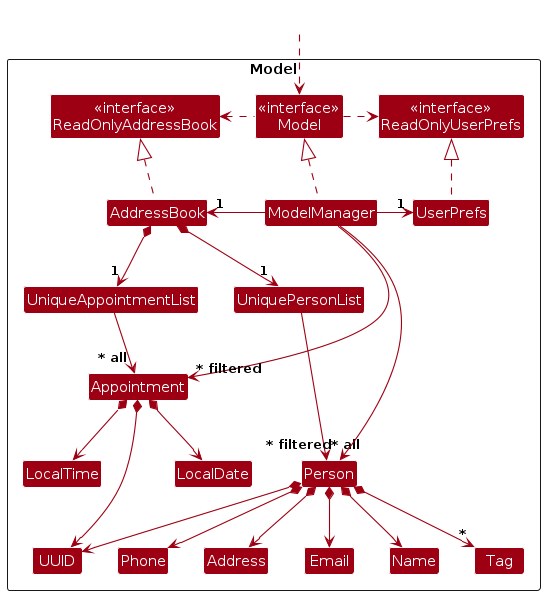 Model
«interface»
ReadOnlyAddressBook
«interface»
Model
«interface»
ReadOnlyUserPrefs
AddressBook
1
ModelManager
1
UserPrefs
1
1
UniqueAppointmentList
UniquePersonList
* all
* filtered
Appointment
* filtered
* all
LocalTime
LocalDate
Person
*
UUID
Phone
Address
Email
Name
Tag